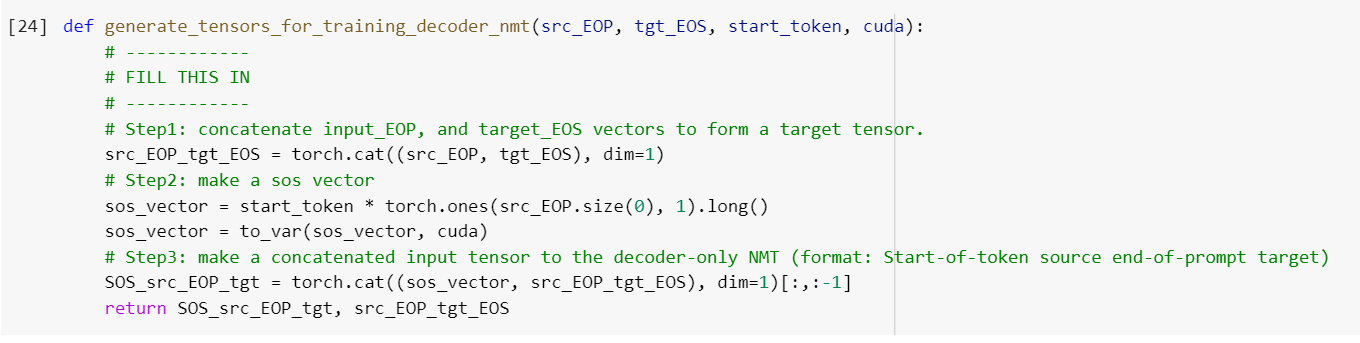 [24] def generate_tensors_for_training_decoder_nmt(src_EOP, tgt_EOS, start_token, cuda):
# ------------
# FILL THIS IN
# ------------
# Step1: concatenate input_EOP, and target_EOS vectors to form a target tensor.
src_EOP_tgt_EOS = torch.cat((src_EOP, tgt_EOS), dim=1)
# Step2: make a sos vector
sos_vector = start_token * torch.ones(src_EOP.size(0), 1).long()
sos_vector = to_var(sos_vector, cuda)
# Step3: make a concatenated input tensor to the decoder-only NMT (format: Start-of-token source end-of-prompt target)
SOS_src_EOP_tgt = torch.cat((sos_vector, src_EOP_tgt_EOS), dim=1)[:,:-1]
return SOS_src_EOP_tgt, src_EOP_tgt_EOS